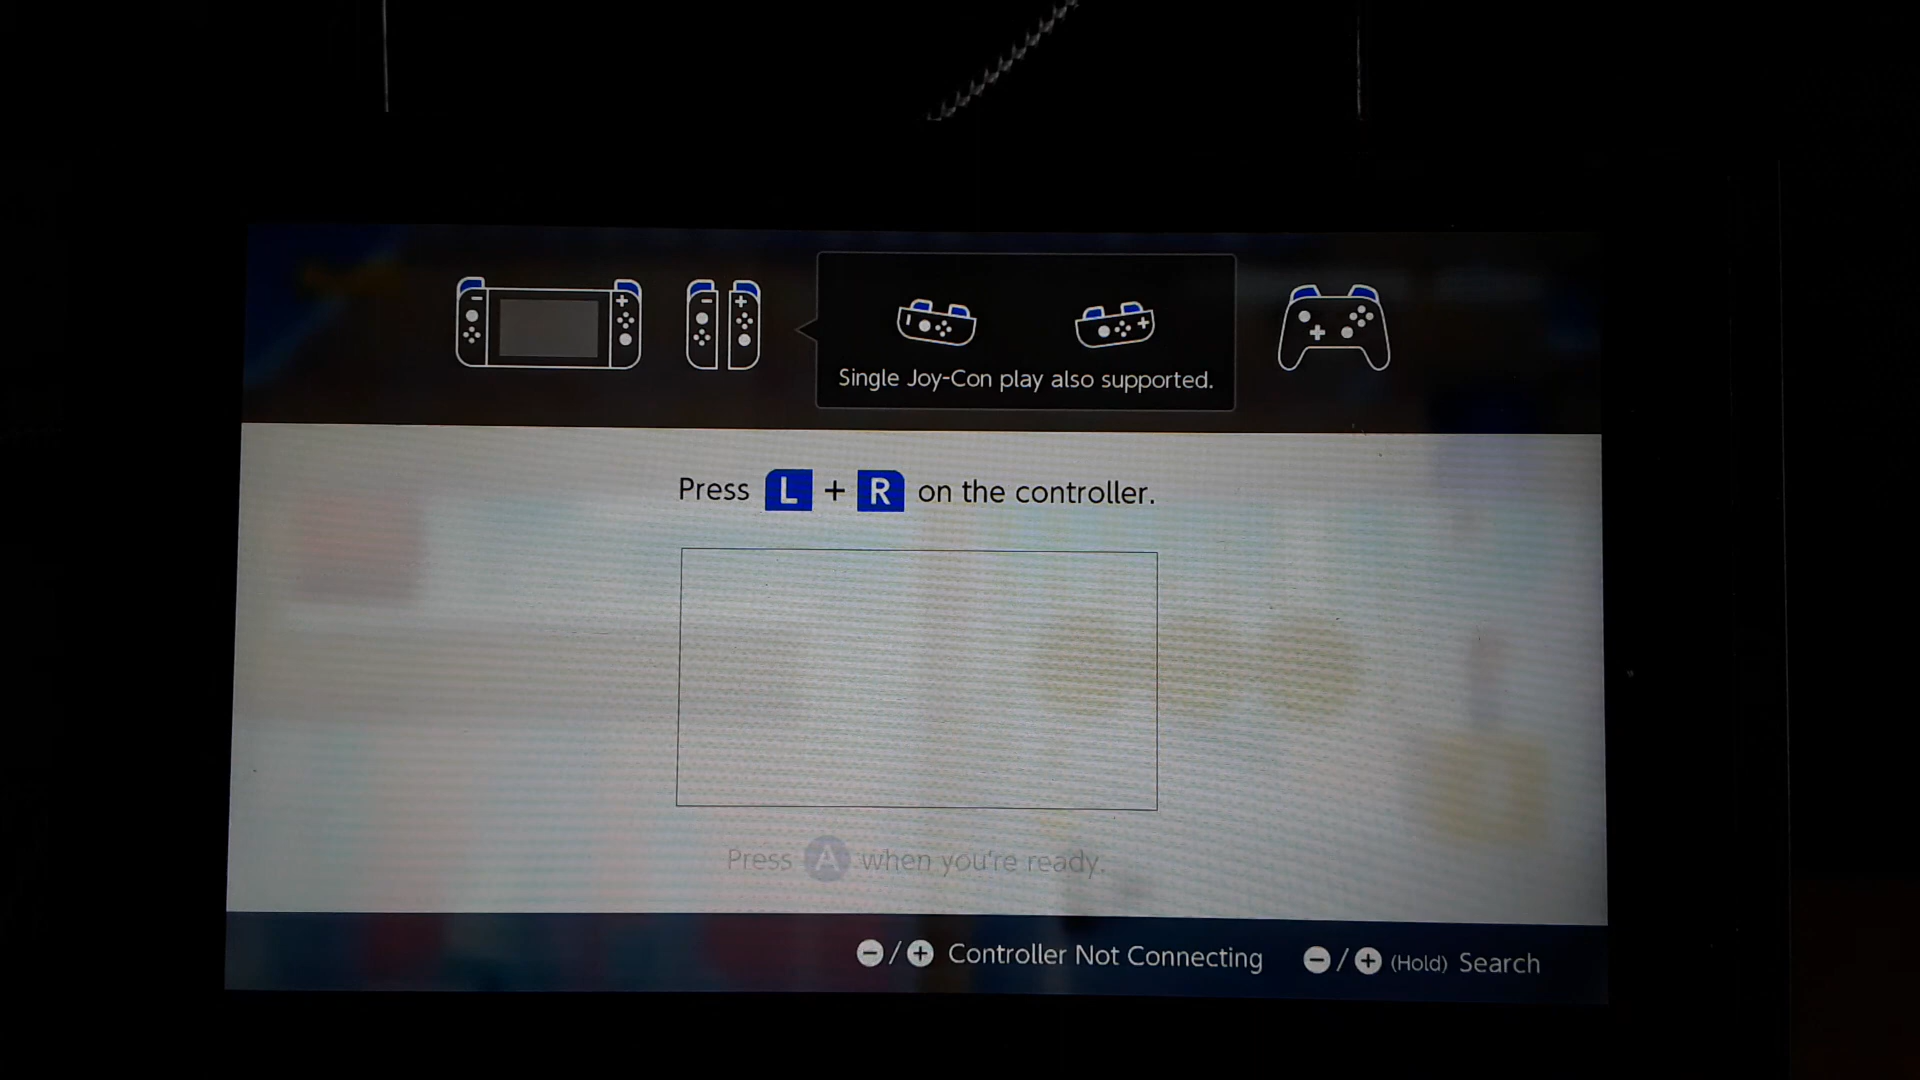 Single Joy-Con play also supported.
Press L + R on the controller.
Press A when you're ready.
−/+ Controller Not Connecting −/+ (Hold) Search